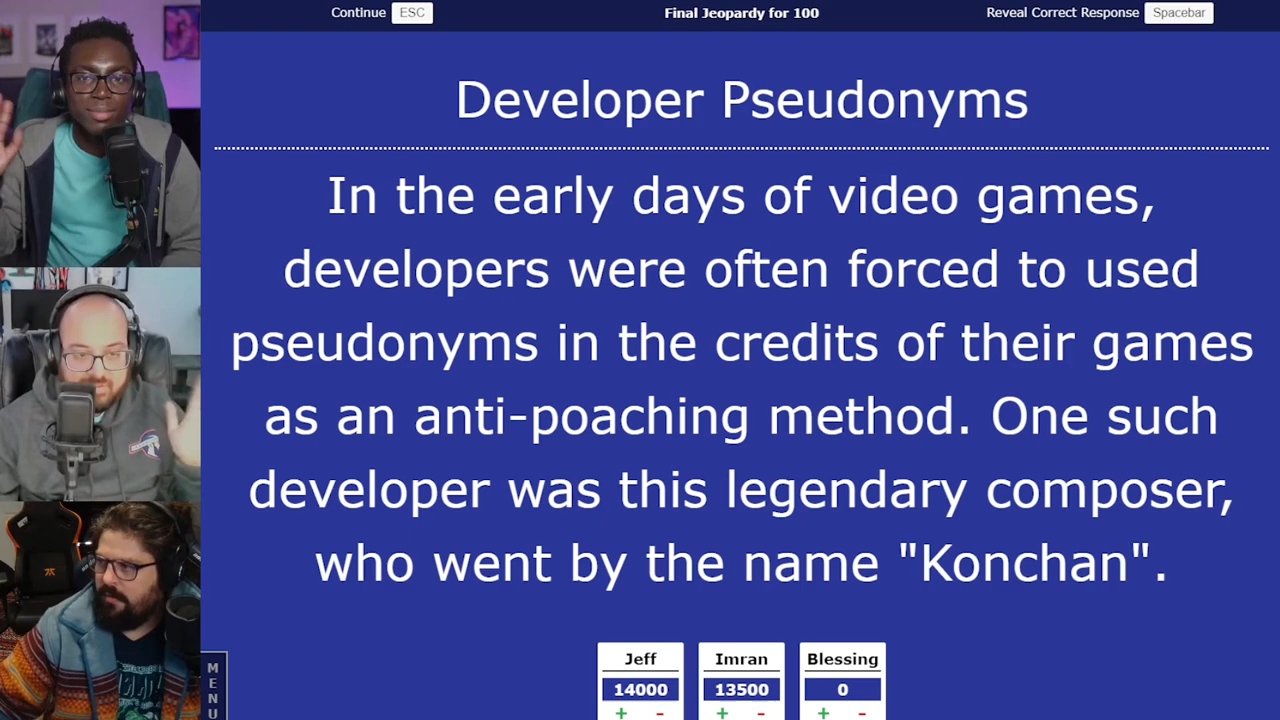 Continue ESC Final Jeopardy for 100 Reveal Correct Response Spacebar
Developer Pseudonyms
In the early days of video games,
developers were often forced to used
pseudonyms in the credits of their games
as an anti-poaching method. One such
developer was this legendary composer,
who went by the name "Konchan".
MENU
Jeff Imran Blessing
14000 13500 0
+ - + - + -